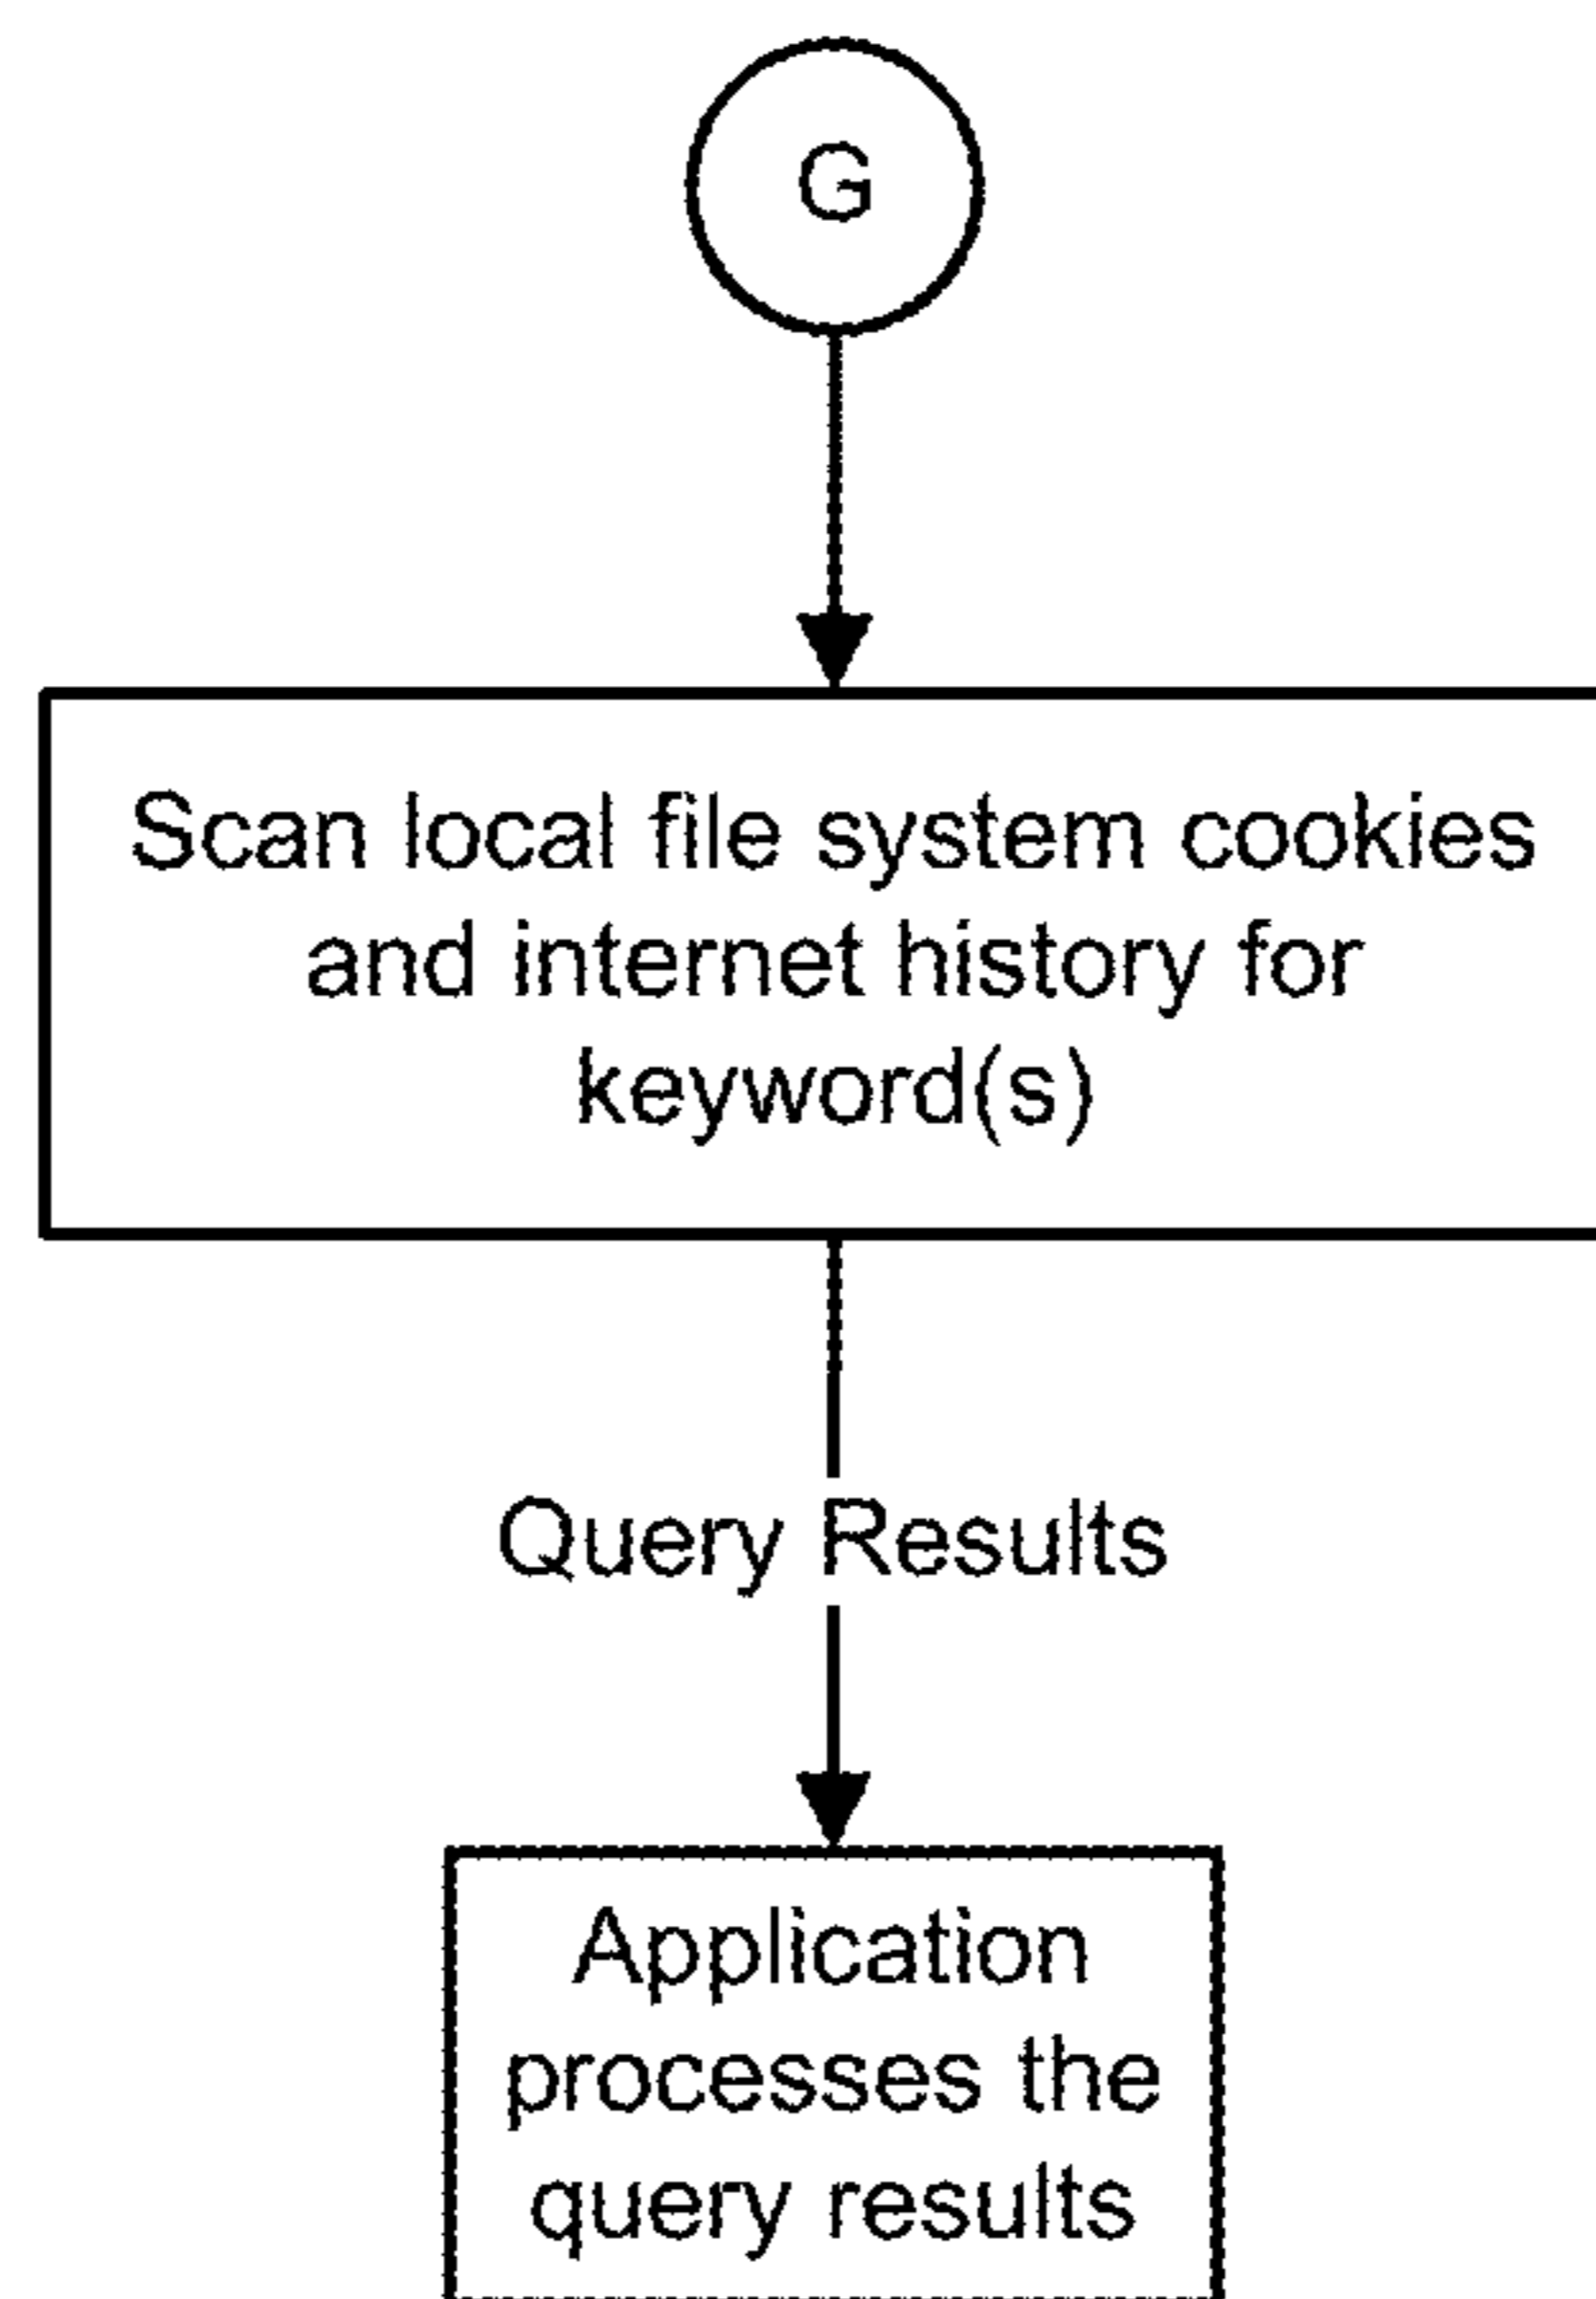 G
Scan local file system cookies
and internet history for
keyword(s)
Query Results
Application
processes the
query results